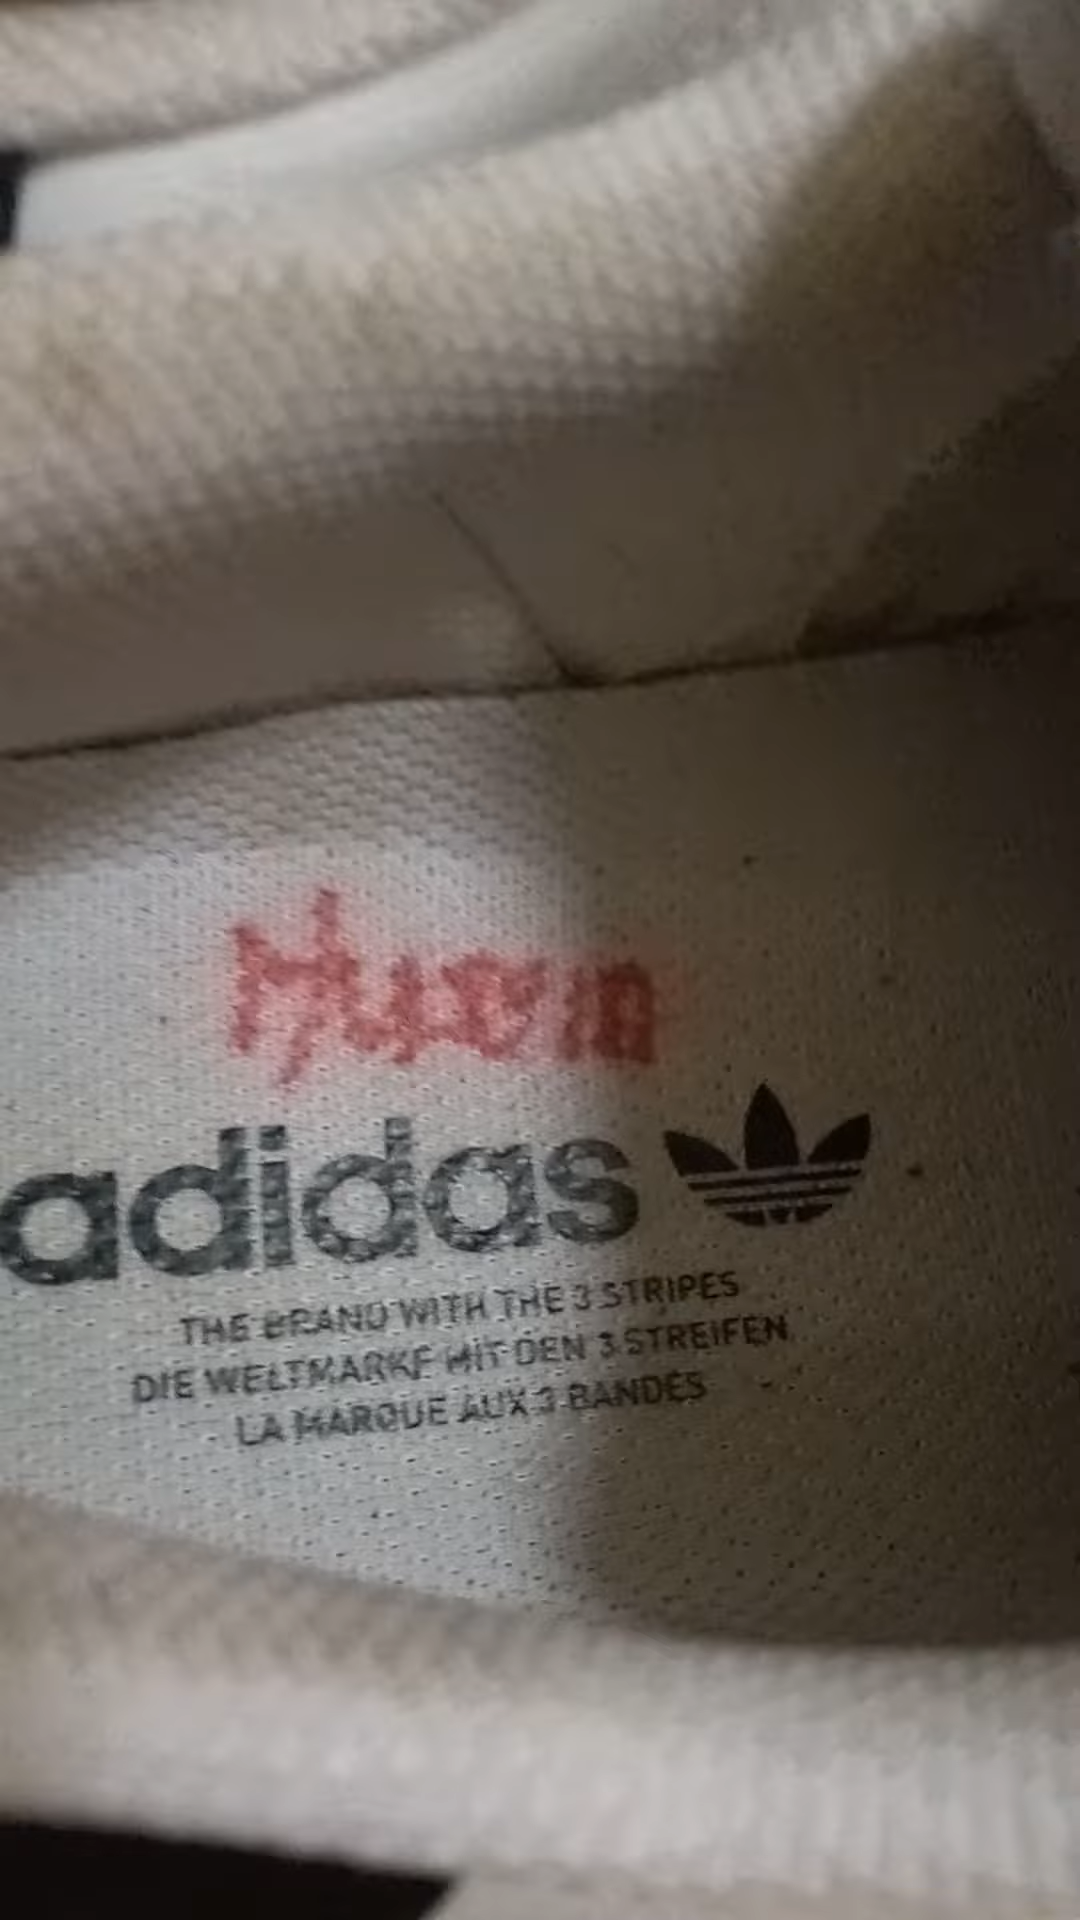 adidas
THE BRAND WITH THE 3 STRIPES
DIE WELTMARKE MIT DEN 3 STREIFEN
LA MARQUE AUX 3 BANDES